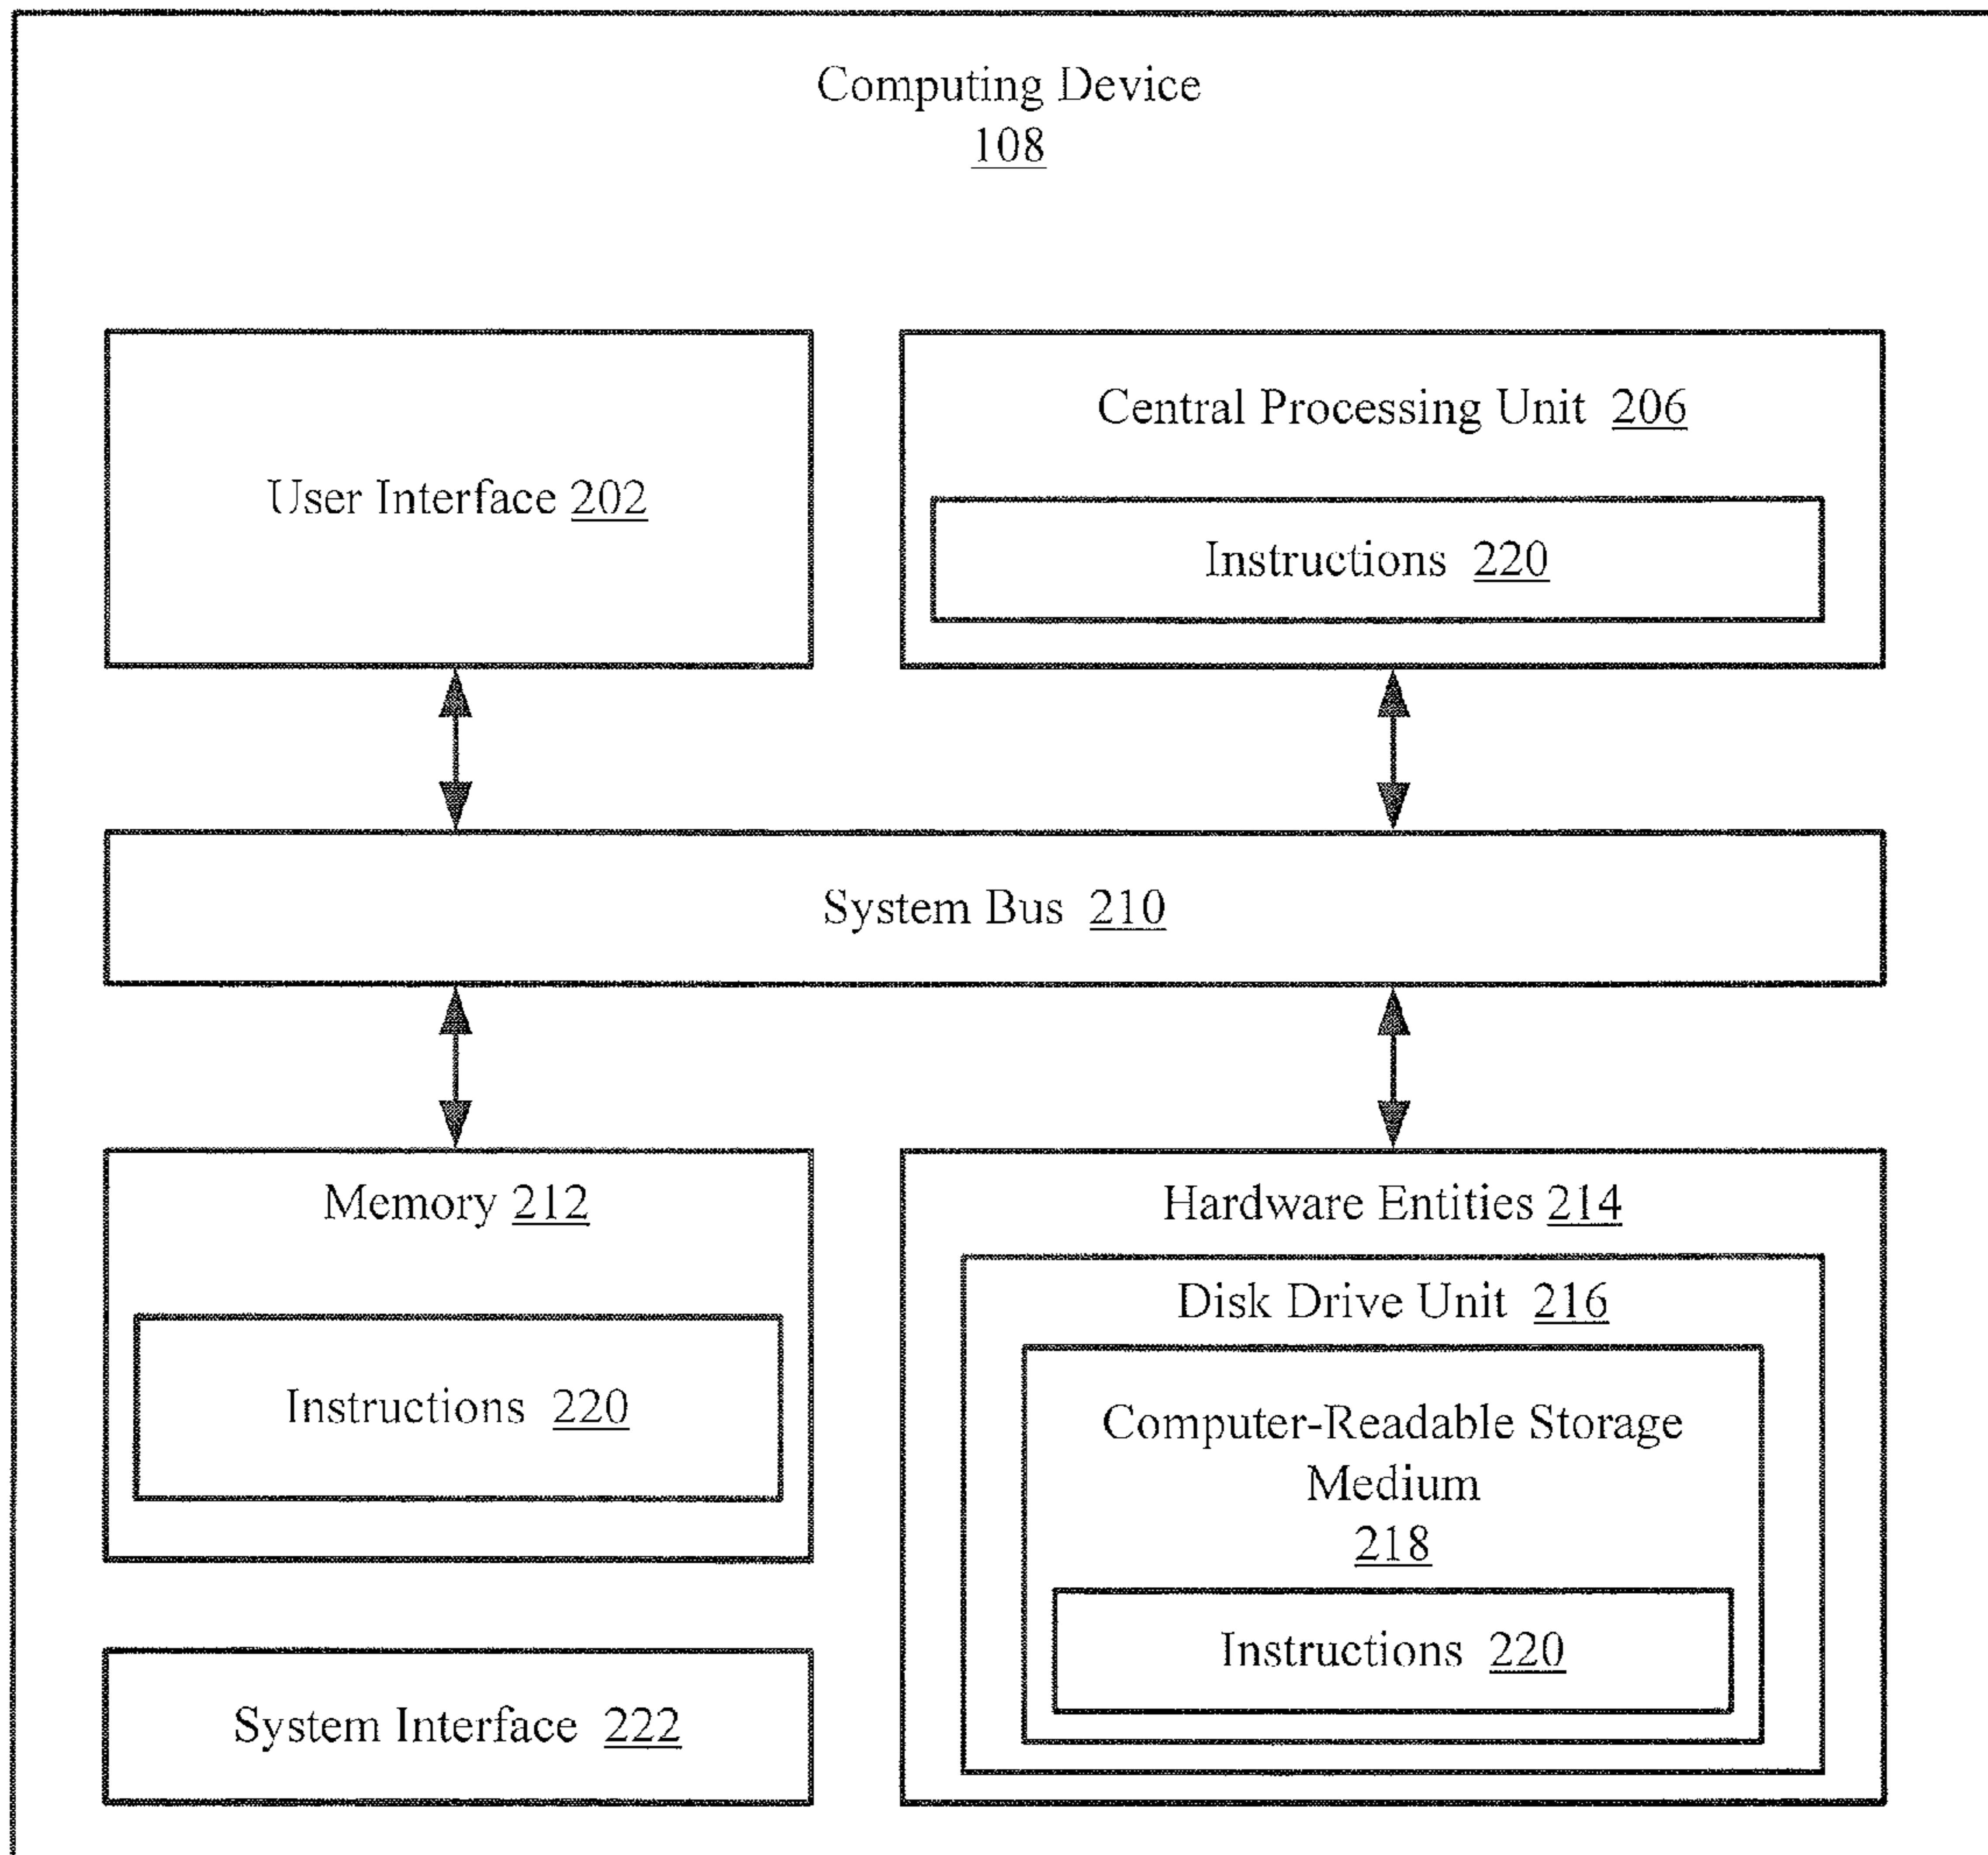 Computing Device
108
User Interface 202
Central Processing Unit 206
Instructions 220
System Bus 210
Memory 212
Instructions 220
Hardware Entities 214
Disk Drive Unit 216
Computer-Readable Storage
Medium
218
Instructions 220
System Interface 222